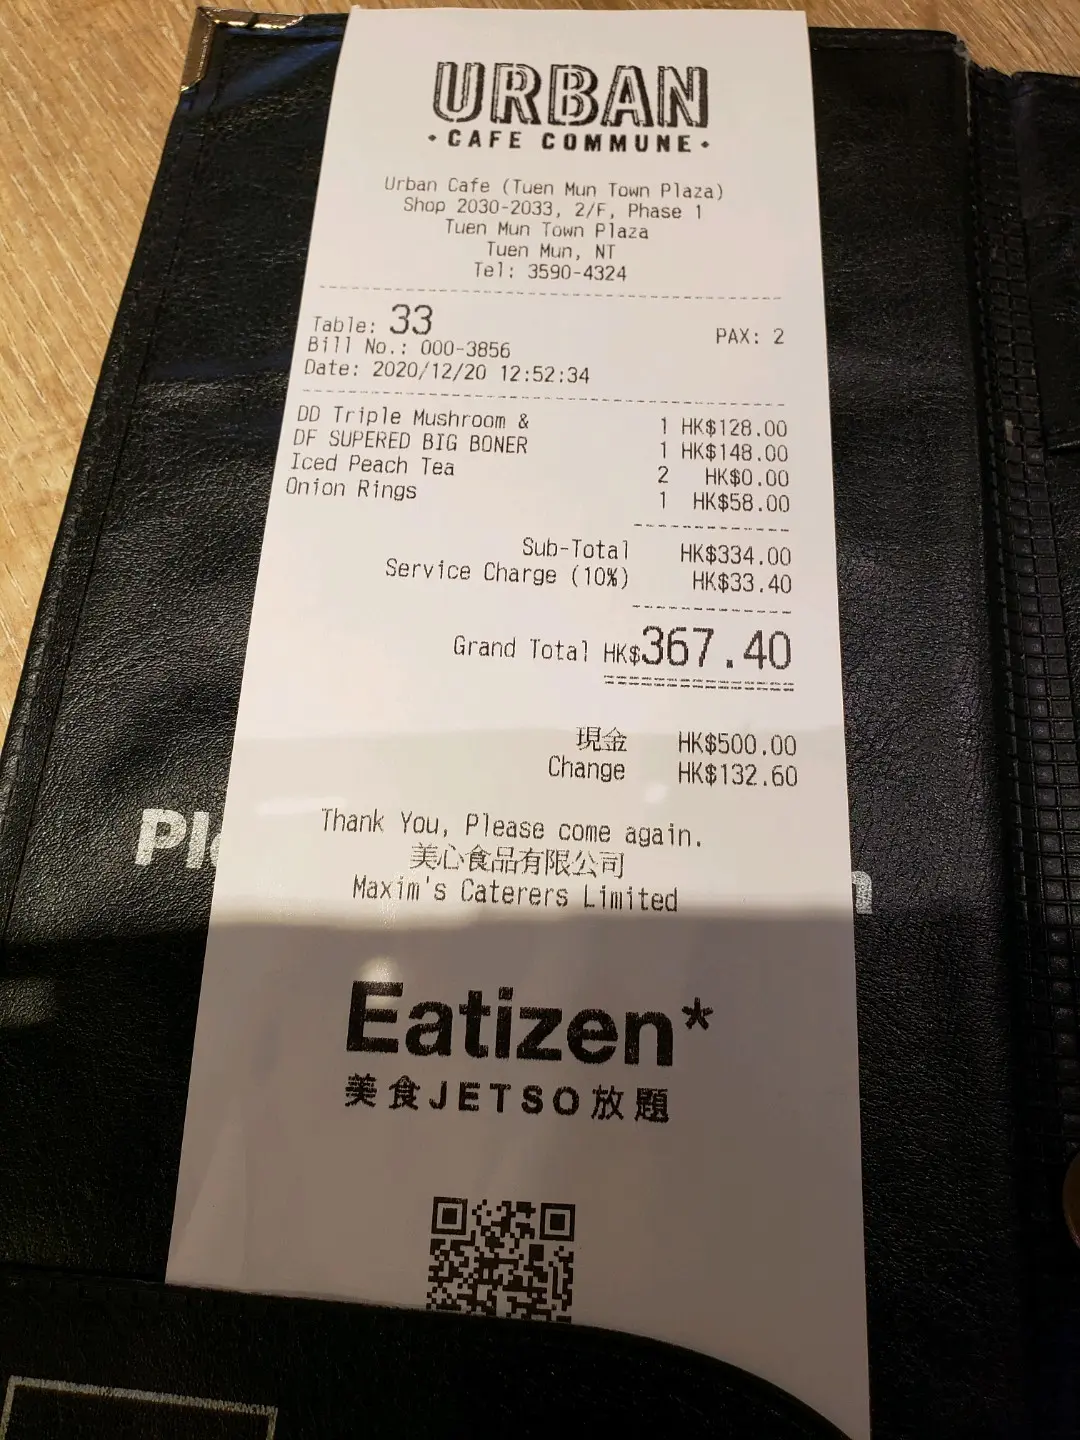 URBAN
• CAFE COMMUNE •
Urban Cafe (Tuen Mun Town Plaza)
Shop 2030-2033, 2/F, Phase 1
Tuen Mun Town Plaza
Tuen Mun, NT
Tel: 3590-4324
Table: 33 PAX: 2
Bill No.: 000-3856
Date: 2020/12/20 12:52:34
DD Triple Mushroom & 1 HK$128.00
DF SUPERED BIG BONER 1 HK$148.00
Iced Peach Tea 2 HK$0.00
Onion Rings 1 HK$58.00
Sub-Total HK$334.00
Service Charge (10%) HK$33.40
Grand Total HK$367.40
現金 HK$500.00
Change HK$132.60
Thank You, Please come again.
美心食品有限公司
Maxim's Caterers Limited
Eatizen*
美食JETSO放題